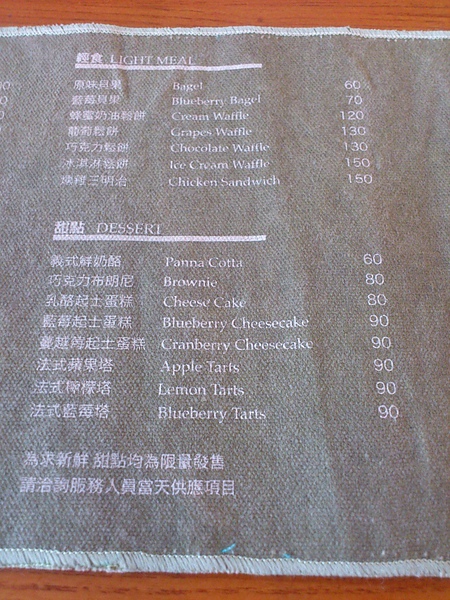 輕食 LIGHT MEAL
原味貝果 Bagel 60
藍莓貝果 Blueberry Bagel 70
蜂蜜奶油鬆餅 Cream Waffle 120
葡萄鬆餅 Grapes Waffle 130
巧克力鬆餅 Chocolate Waffle 130
冰淇淋鬆餅 Ice Cream Waffle 150
燻雞三明治 Chicken Sandwich 150
甜點 DESSERT
義式鮮奶酪 Panna Cotta 60
巧克力布朗尼 Brownie 80
乳酪起士蛋糕 Cheese Cake 80
藍莓起士蛋糕 Blueberry Cheesecake 90
蔓越莓起士蛋糕 Cranberry Cheesecake 90
法式蘋果塔 Apple Tarts 90
法式檸檬塔 Lemon Tarts 90
法式藍莓塔 Blueberry Tarts 90
為求新鮮 甜點均為限量發售
請洽詢服務人員當天供應項目